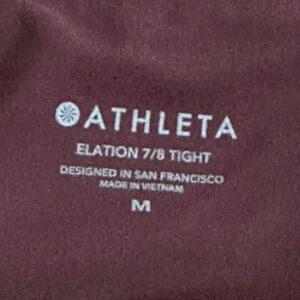 ATHLETA
ELATION 7/8 TIGHT
DESIGNED IN SAN FRANCISCO
MADE IN VIETNAM
M